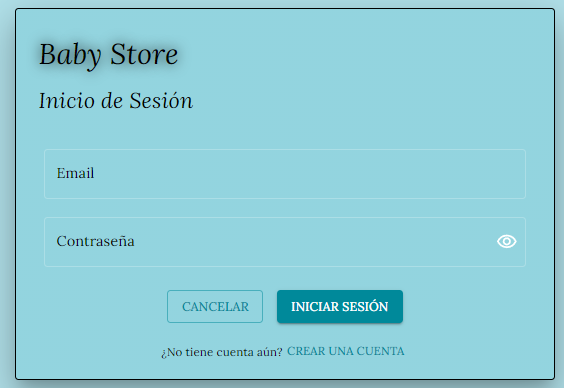 Baby Store
Inicio de Sesión
Email
Contraseña
CANCELAR INICIAR SESIÓN
¿No tiene cuenta aún? CREAR UNA CUENTA